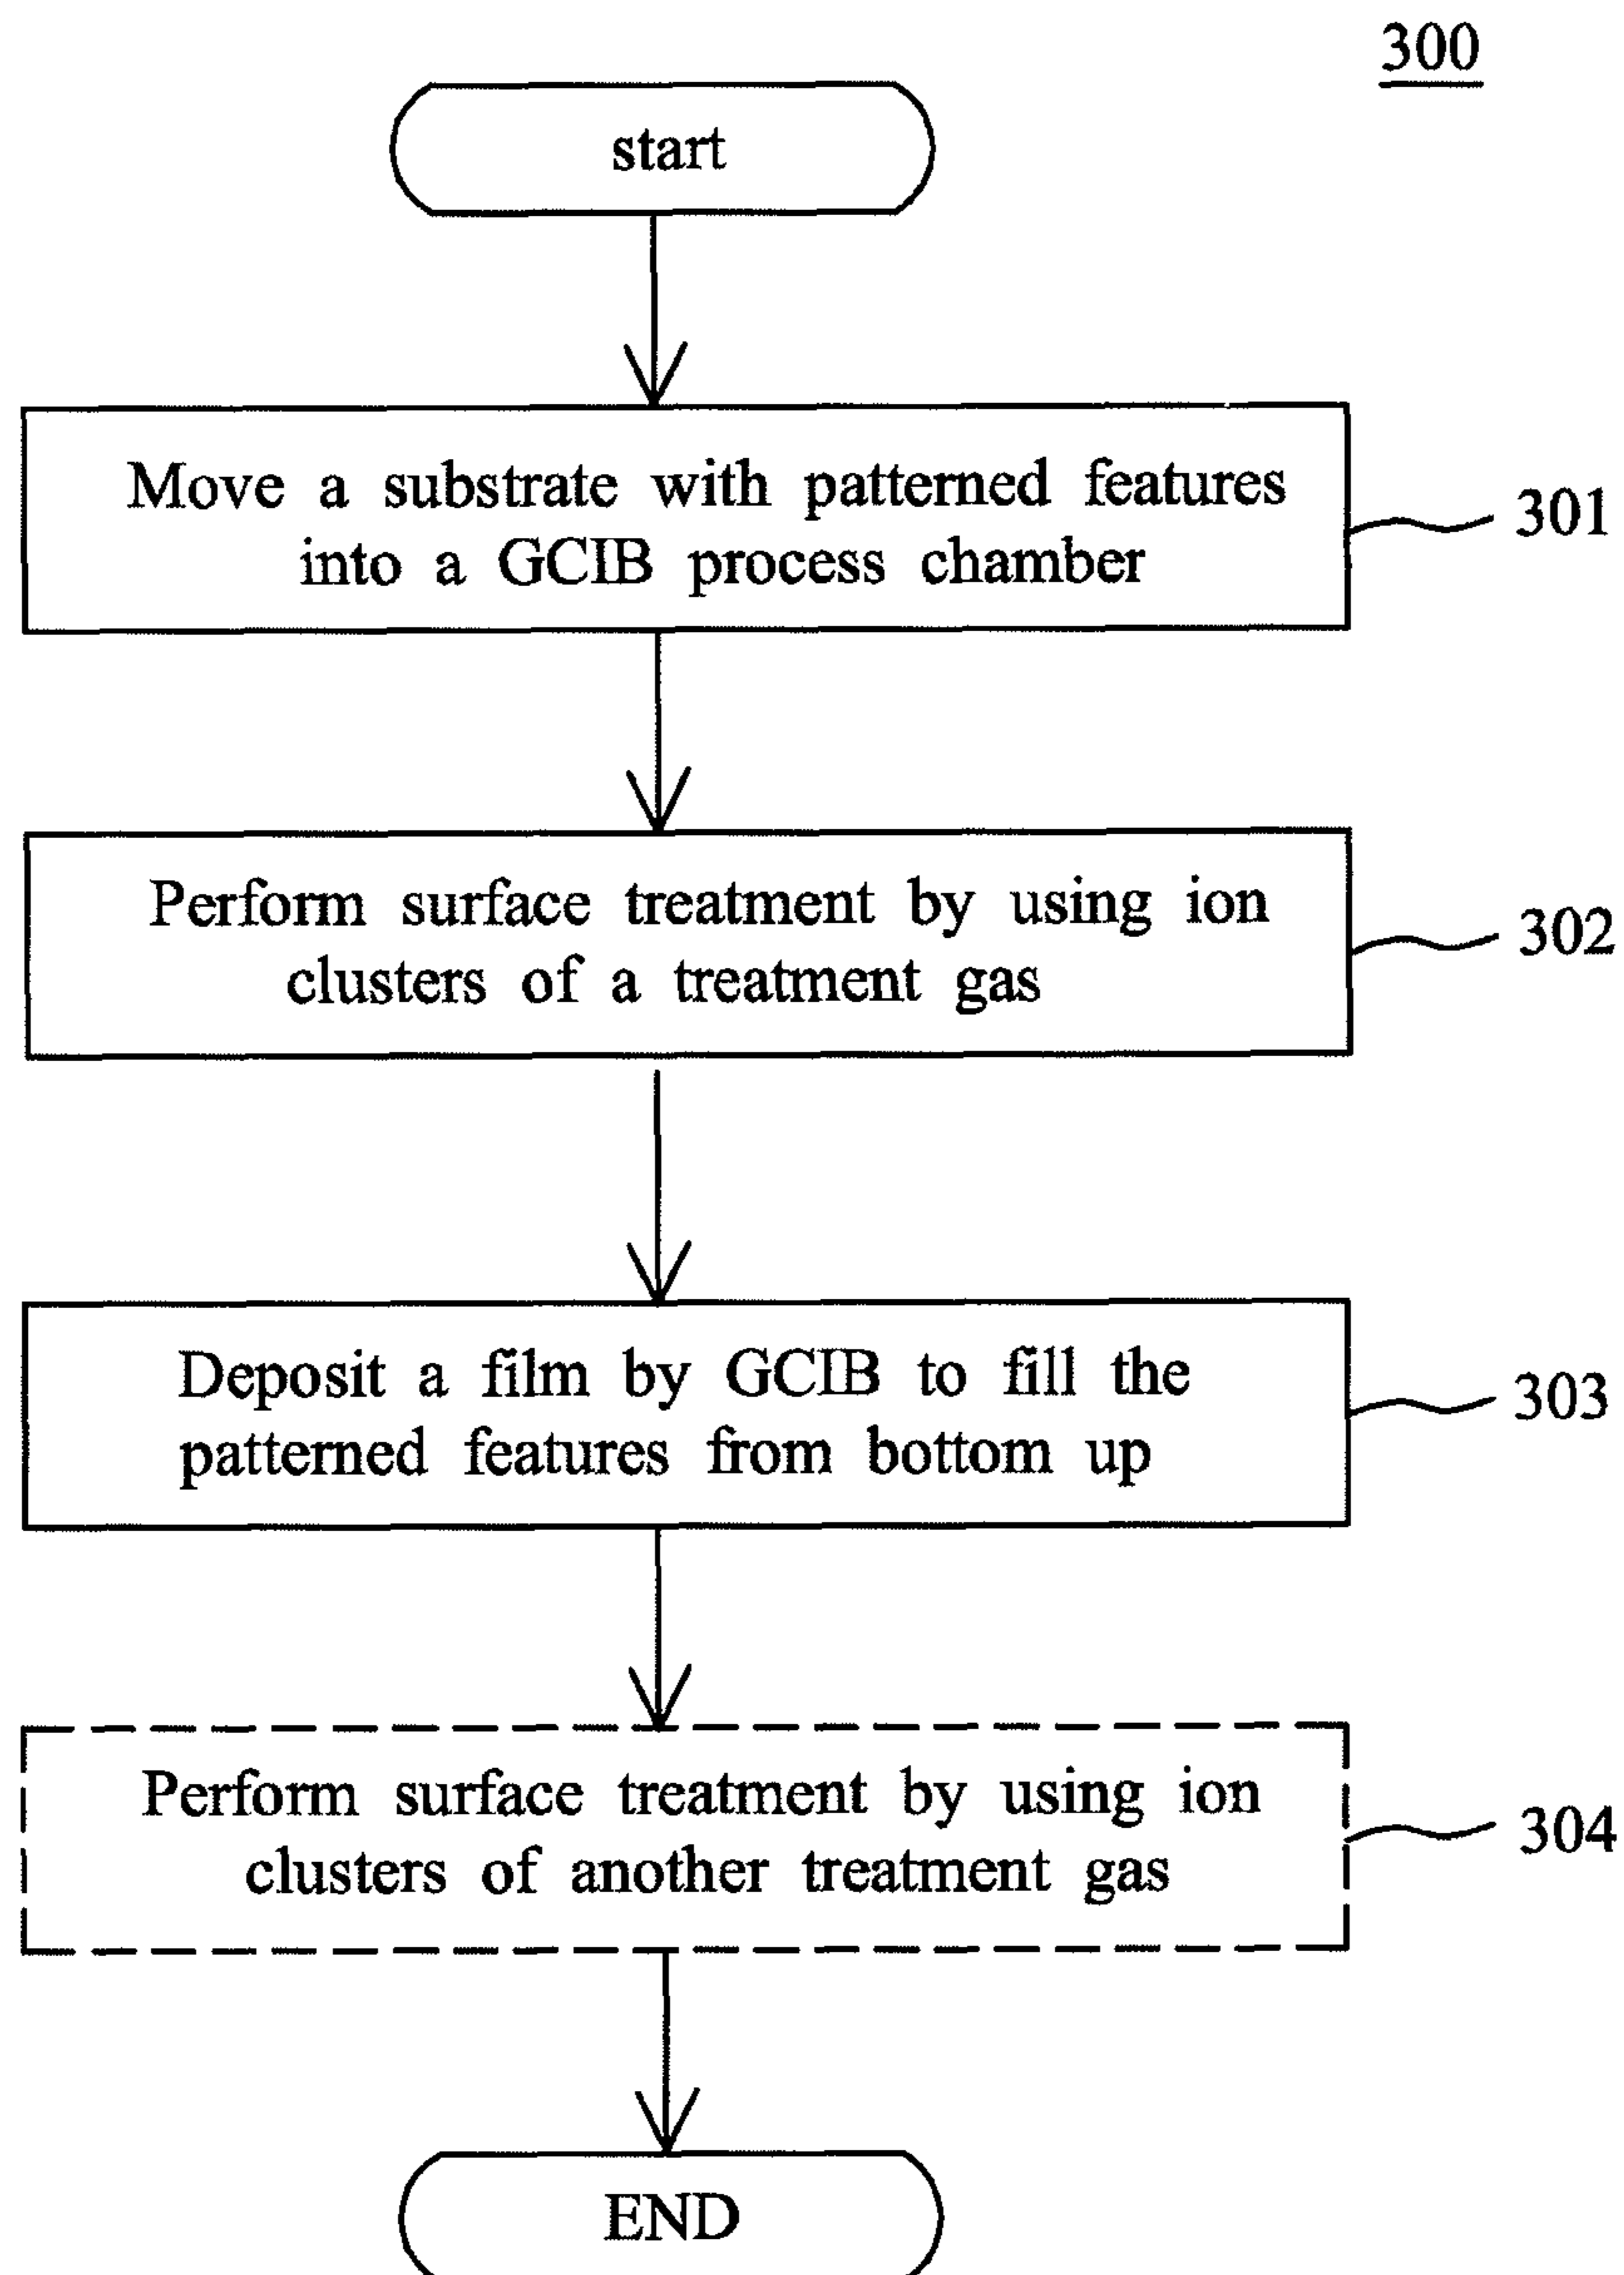 300
start
Move a substrate with patterned features
into a GCIB process chamber
301
Perform surface treatment by using ion
clusters of a treatment gas
302
Deposit a film by GCIB to fill the
patterned features from bottom up
303
Perform surface treatment by using ion
clusters of another treatment gas
304
END